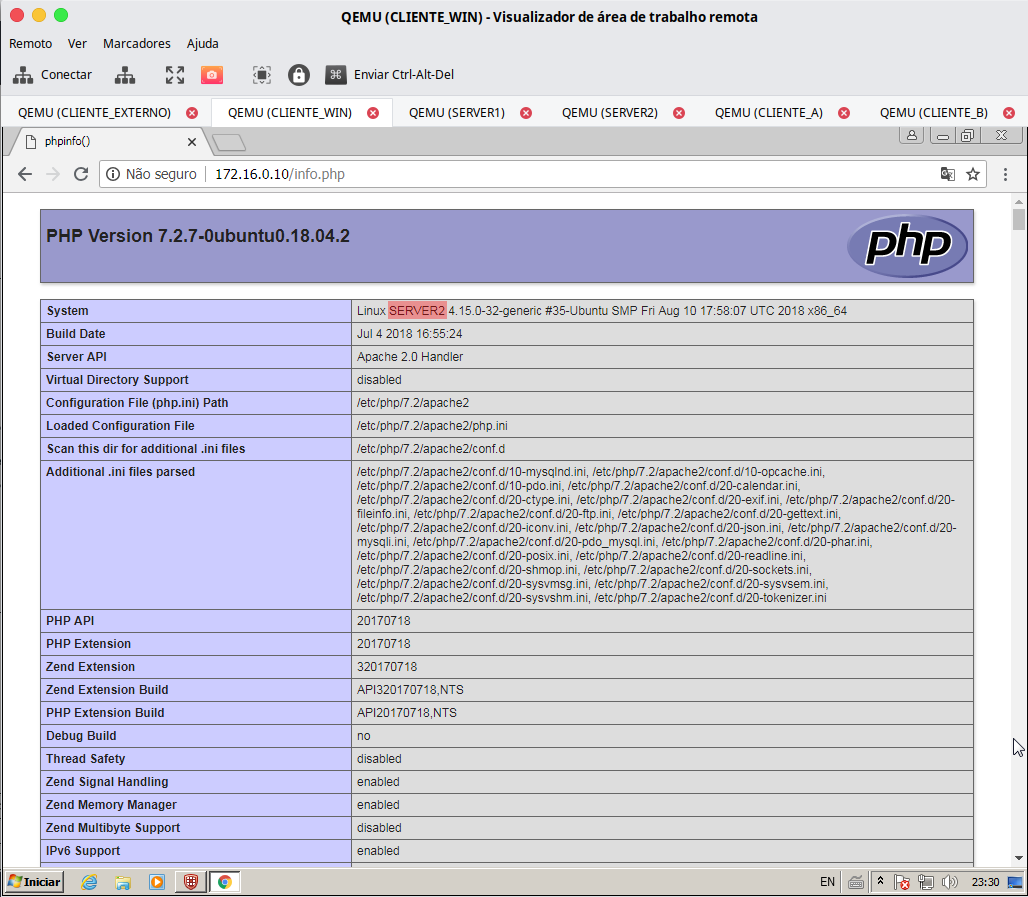 QEMU (CLIENTE_WIN) - Visualizador de área de trabalho remota
Remoto Ver Marcadores Ajuda
Conectar Enviar Ctrl-Alt-Del
QEMU (CLIENTE_EXTERNO) QEMU (CLIENTE_WIN) QEMU (SERVER1) QEMU (SERVER2) QEMU (CLIENTE_A) QEMU (CLIENTE_B)
phpinfo()
Não seguro 172.16.0.10/info.php
PHP Version 7.2.7-0ubuntu0.18.04.2 php
System Linux SERVER2 4.15.0-32-generic #35-Ubuntu SMP Fri Aug 10 17:58:07 UTC 2018 x86_64
Build Date Jul 4 2018 16:55:24
Server API Apache 2.0 Handler
Virtual Directory Support disabled
Configuration File (php.ini) Path /etc/php/7.2/apache2
Loaded Configuration File /etc/php/7.2/apache2/php.ini
Scan this dir for additional .ini files /etc/php/7.2/apache2/conf.d
Additional .ini files parsed /etc/php/7.2/apache2/conf.d/10-mysqlnd.ini, /etc/php/7.2/apache2/conf.d/10-opcache.ini,
/etc/php/7.2/apache2/conf.d/10-pdo.ini, /etc/php/7.2/apache2/conf.d/20-calendar.ini,
/etc/php/7.2/apache2/conf.d/20-ctype.ini, /etc/php/7.2/apache2/conf.d/20-exif.ini, /etc/php/7.2/apache2/conf.d/20-
fileinfo.ini, /etc/php/7.2/apache2/conf.d/20-ftp.ini, /etc/php/7.2/apache2/conf.d/20-gettext.ini,
/etc/php/7.2/apache2/conf.d/20-iconv.ini, /etc/php/7.2/apache2/conf.d/20-json.ini, /etc/php/7.2/apache2/conf.d/20-
mysqli.ini, /etc/php/7.2/apache2/conf.d/20-pdo_mysql.ini, /etc/php/7.2/apache2/conf.d/20-phar.ini,
/etc/php/7.2/apache2/conf.d/20-posix.ini, /etc/php/7.2/apache2/conf.d/20-readline.ini,
/etc/php/7.2/apache2/conf.d/20-shmop.ini, /etc/php/7.2/apache2/conf.d/20-sockets.ini,
/etc/php/7.2/apache2/conf.d/20-sysvmsg.ini, /etc/php/7.2/apache2/conf.d/20-sysvsem.ini,
/etc/php/7.2/apache2/conf.d/20-sysvshm.ini, /etc/php/7.2/apache2/conf.d/20-tokenizer.ini
PHP API 20170718
PHP Extension 20170718
Zend Extension 320170718
Zend Extension Build API320170718,NTS
PHP Extension Build API20170718,NTS
Debug Build no
Thread Safety disabled
Zend Signal Handling enabled
Zend Memory Manager enabled
Zend Multibyte Support disabled
IPv6 Support enabled
Iniciar EN 23:30